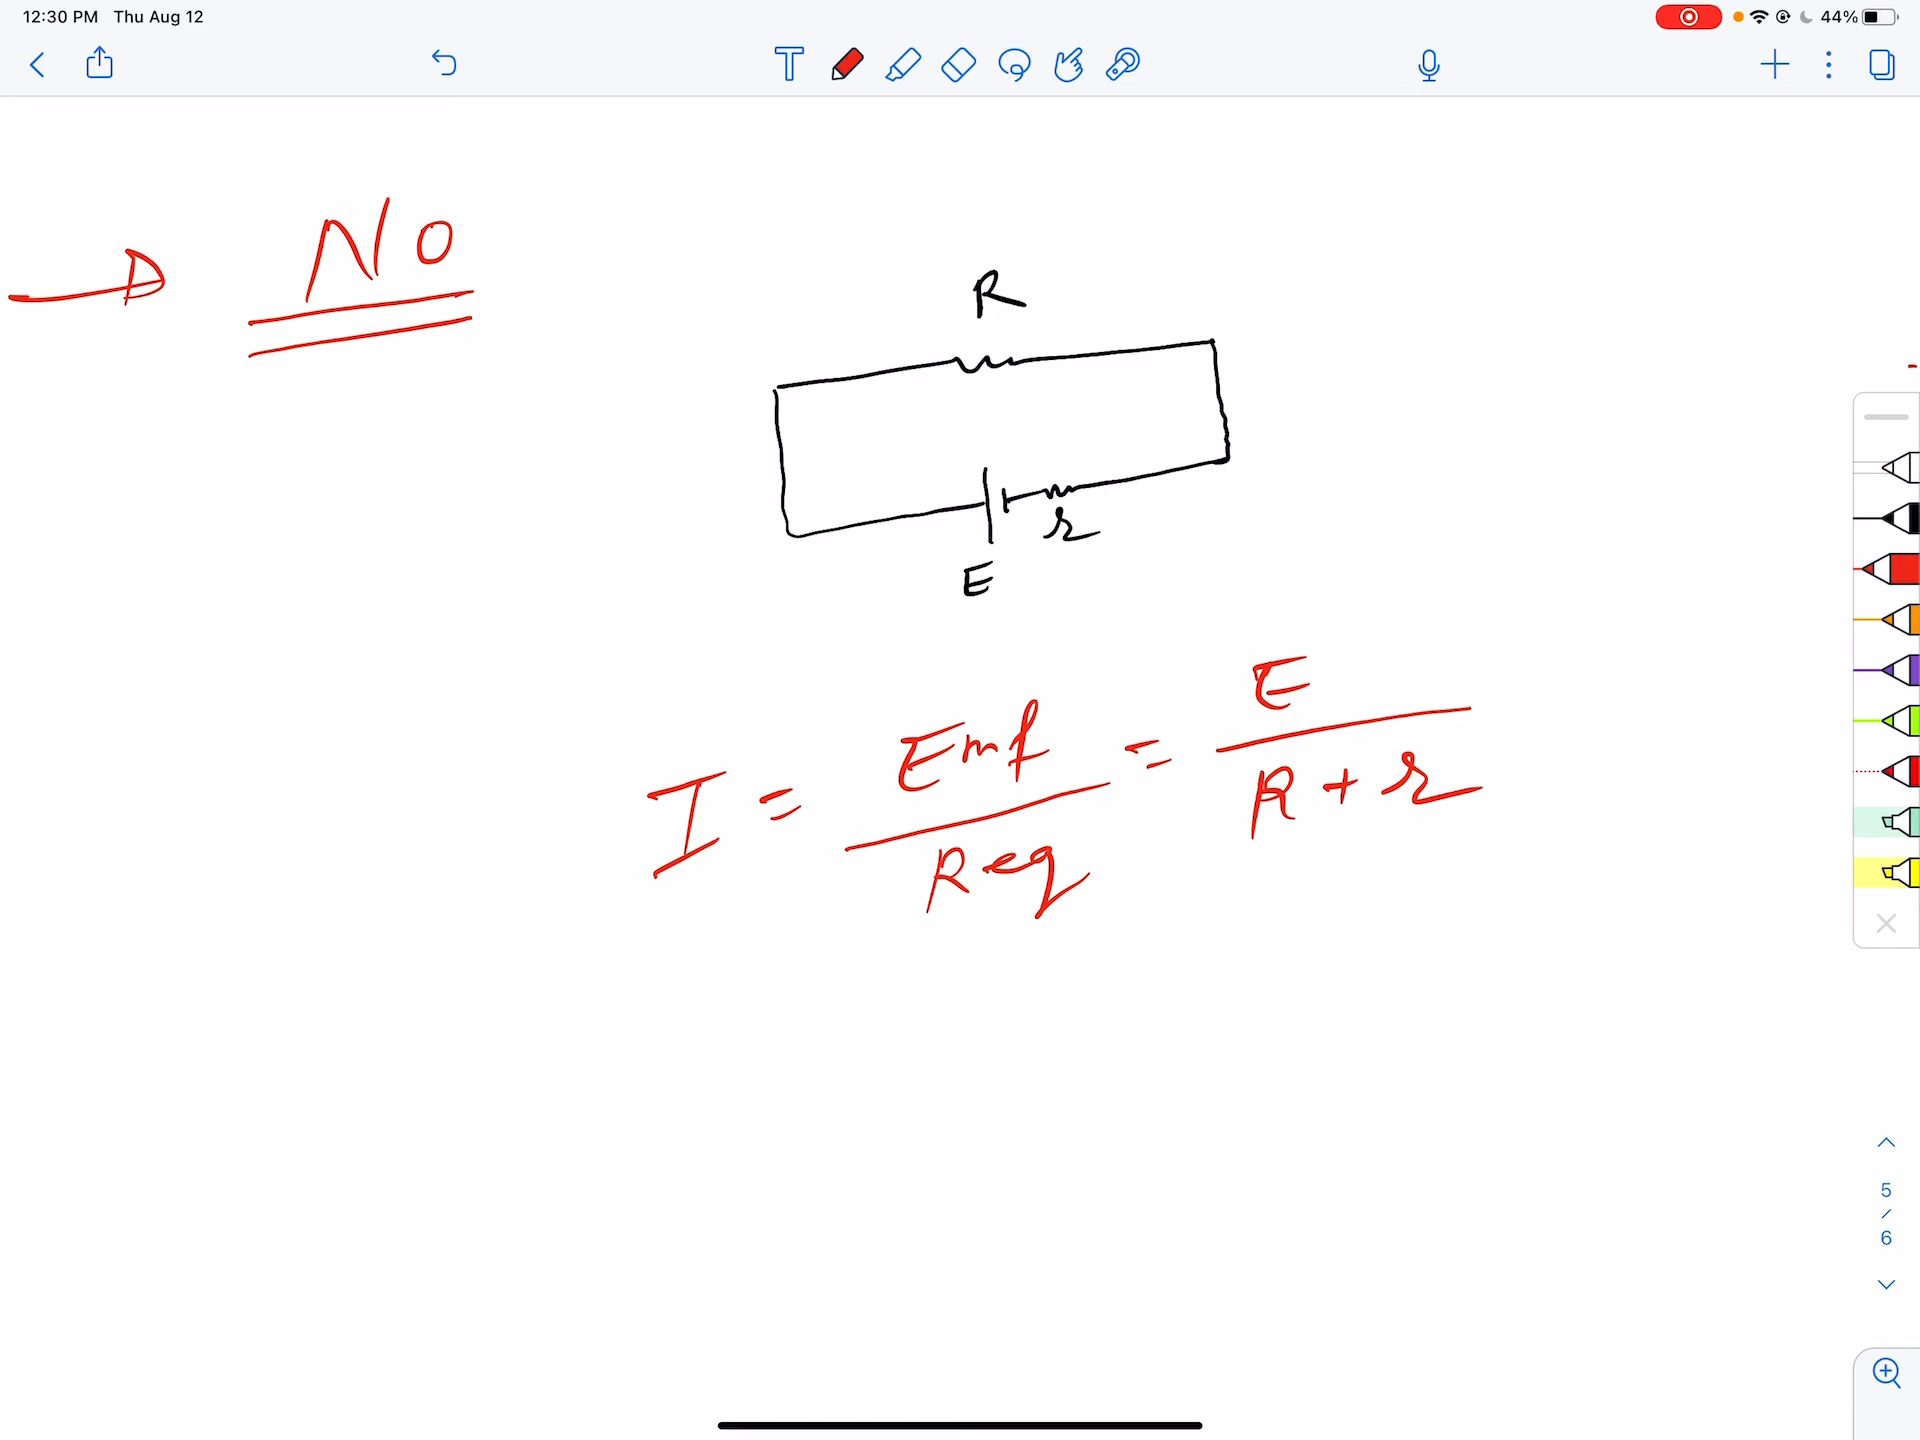 12:30 PM Thu Aug 12
44%
NO
R
r
E
I = Emf / Req = E / R + r
5
/
6